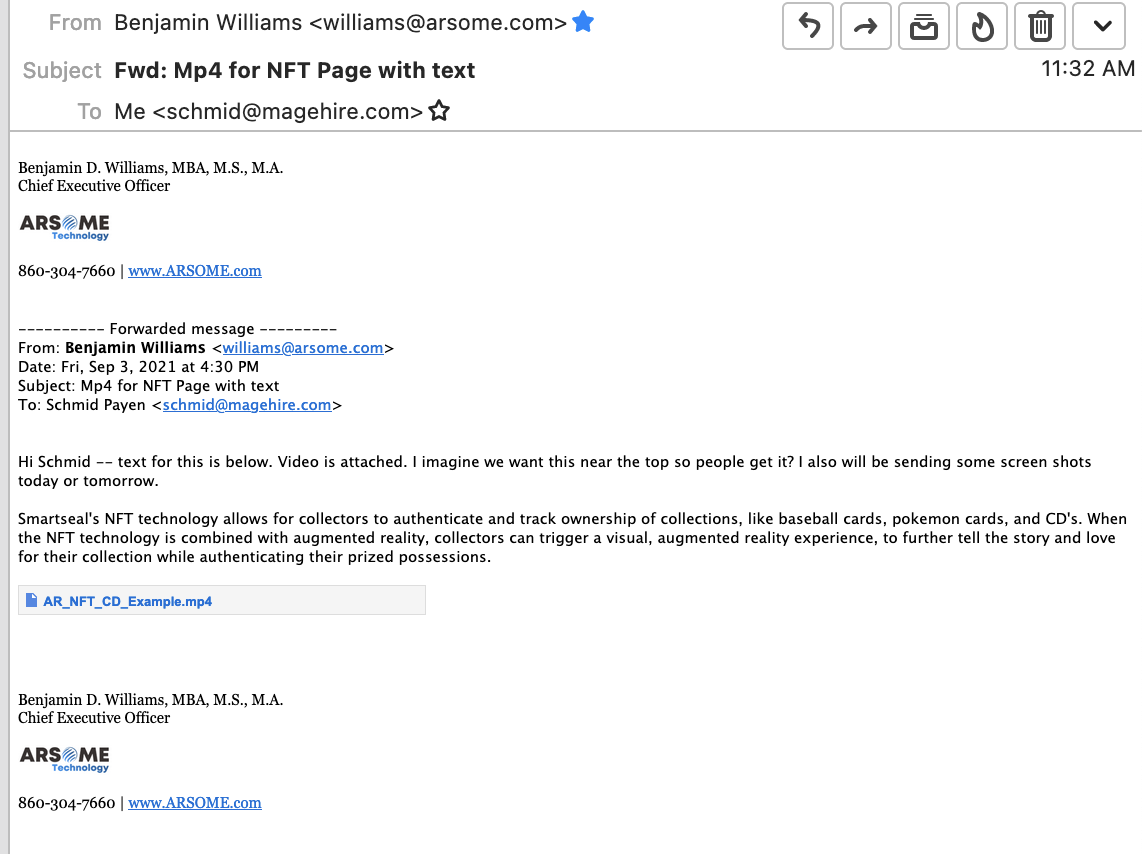 From Benjamin Williams <williams@arsome.com>
Subject Fwd: Mp4 for NFT Page with text
11:32 AM
To Me <schmid@magehire.com>
Benjamin D. Williams, MBA, M.S., M.A.
Chief Executive Officer
ARSOME
Technology
860-304-7660 | www.ARSOME.com
---------- Forwarded message ---------
From: Benjamin Williams <williams@arsome.com>
Date: Fri, Sep 3, 2021 at 4:30 PM
Subject: Mp4 for NFT Page with text
To: Schmid Payen <schmid@magehire.com>
Hi Schmid -- text for this is below. Video is attached. I imagine we want this near the top so people get it? I also will be sending some screen shots
today or tomorrow.
Smartseal's NFT technology allows for collectors to authenticate and track ownership of collections, like baseball cards, pokemon cards, and CD's. When
the NFT technology is combined with augmented reality, collectors can trigger a visual, augmented reality experience, to further tell the story and love
for their collection while authenticating their prized possessions.
AR_NFT_CD_Example.mp4
Benjamin D. Williams, MBA, M.S., M.A.
Chief Executive Officer
ARSOME
Technology
860-304-7660 | www.ARSOME.com